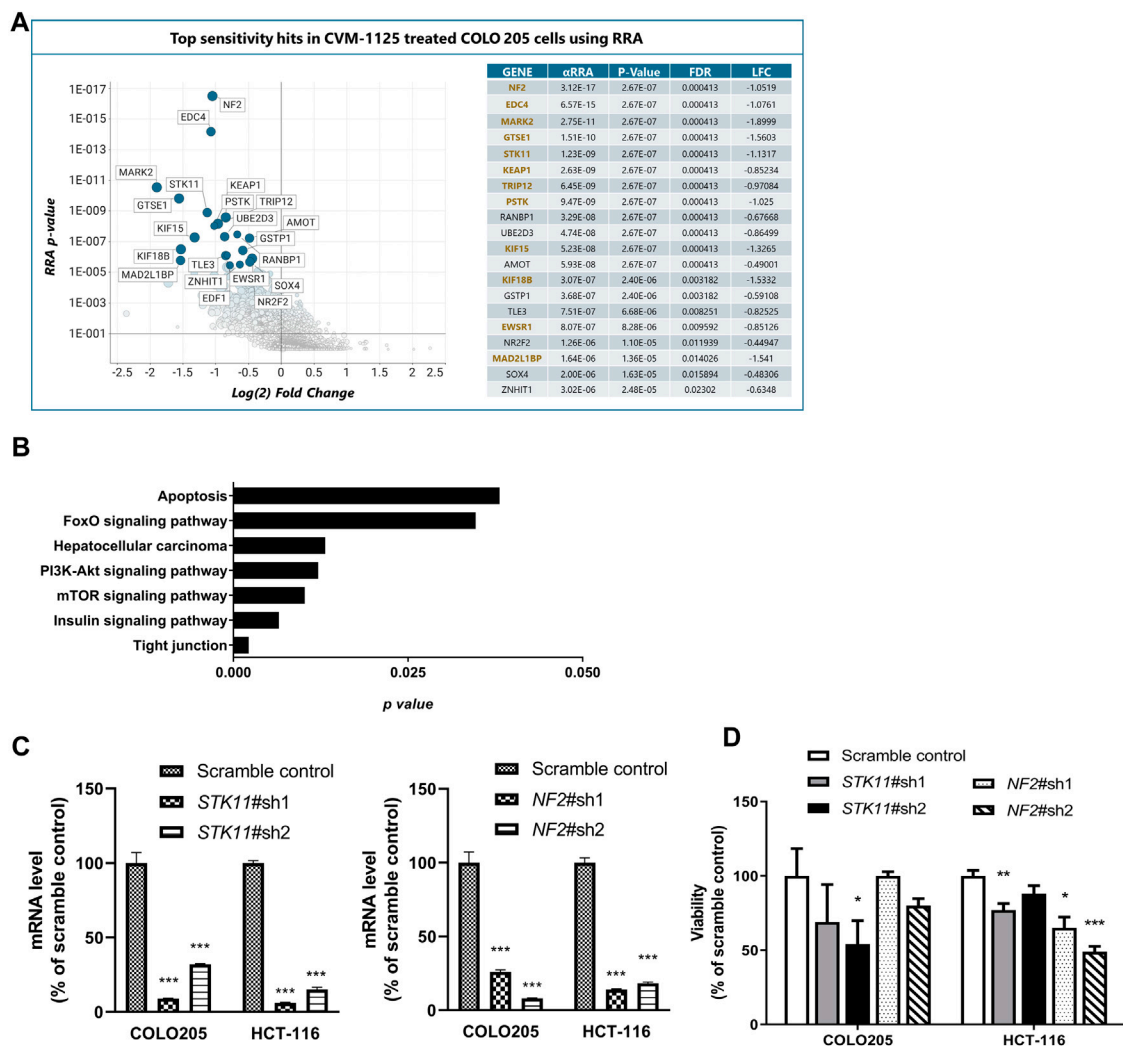 A
Top sensitivity hits in CVM-1125 treated COLO 205 cells using RRA
1E-017
1E-015
1E-013
1E-011
1E-009
1E-007
1E-005
1E-003
1E-001
RRA p-value
NF2
EDC4
MARK2
STK11
KEAP1
GTSE1
PSTK
TRIP12
KIF15
UBE2D3
AMOT
GSTP1
KIF18B
TLE3
RANBP1
MAD2L1BP
ZNHIT1
EWSR1
SOX4
EDF1
NR2F2
-2.5 -2 -1.5 -1 -0.5 0 0.5 1 1.5 2 2.5
Log(2) Fold Change
GENE αRRA P-Value FDR LFC
NF2 3.12E-17 2.67E-07 0.000413 -1.0519
EDC4 6.57E-15 2.67E-07 0.000413 -1.0761
MARK2 2.75E-11 2.67E-07 0.000413 -1.8999
GTSE1 1.51E-10 2.67E-07 0.000413 -1.5603
STK11 1.23E-09 2.67E-07 0.000413 -1.1317
KEAP1 2.63E-09 2.67E-07 0.000413 -0.85234
TRIP12 6.45E-09 2.67E-07 0.000413 -0.97084
PSTK 9.47E-09 2.67E-07 0.000413 -1.025
RANBP1 3.29E-08 2.67E-07 0.000413 -0.67668
UBE2D3 4.74E-08 2.67E-07 0.000413 -0.86499
KIF15 5.23E-08 2.67E-07 0.000413 -1.3265
AMOT 5.93E-08 2.67E-07 0.000413 -0.49001
KIF18B 3.07E-07 2.40E-06 0.003182 -1.5332
GSTP1 3.68E-07 2.40E-06 0.003182 -0.59108
TLE3 7.51E-07 6.68E-06 0.008251 -0.82525
EWSR1 8.07E-07 8.28E-06 0.009592 -0.85126
NR2F2 1.26E-06 1.10E-05 0.011939 -0.44947
MAD2L1BP 1.64E-06 1.36E-05 0.014026 -1.541
SOX4 2.00E-06 1.63E-05 0.015894 -0.48306
ZNHIT1 3.02E-06 2.48E-05 0.02302 -0.6348
B
Apoptosis
FoxO signaling pathway
Hepatocellular carcinoma
PI3K-Akt signaling pathway
mTOR signaling pathway
Insulin signaling pathway
Tight junction
0.000 0.025 0.050
p value
C
Scramble control
STK11#sh1
STK11#sh2
mRNA level
(% of scramble control)
150
100
50
0
*** *** *** ***
COLO205 HCT-116
Scramble control
NF2#sh1
NF2#sh2
mRNA level
(% of scramble control)
150
100
50
0
*** *** *** ***
COLO205 HCT-116
D
Scramble control
STK11#sh1 NF2#sh1
STK11#sh2 NF2#sh2
Viability
(% of scramble control)
150
100
50
0
* ** * ***
COLO205 HCT-116